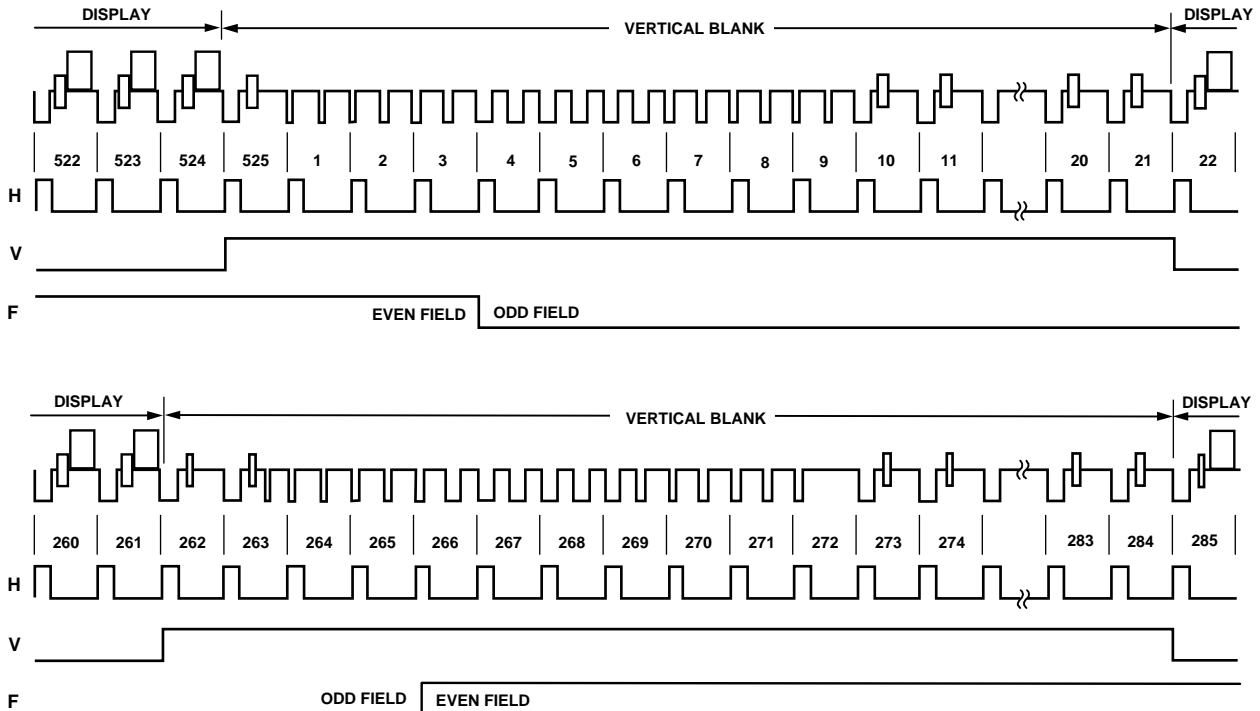 DISPLAY VERTICAL BLANK DISPLAY
522 523 524 525 1 2 3 4 5 6 7 8 9 10 11 20 21 22
H
V
F EVEN FIELD ODD FIELD
DISPLAY VERTICAL BLANK DISPLAY
260 261 262 263 264 265 266 267 268 269 270 271 272 273 274 283 284 285
H
V
F ODD FIELD EVEN FIELD